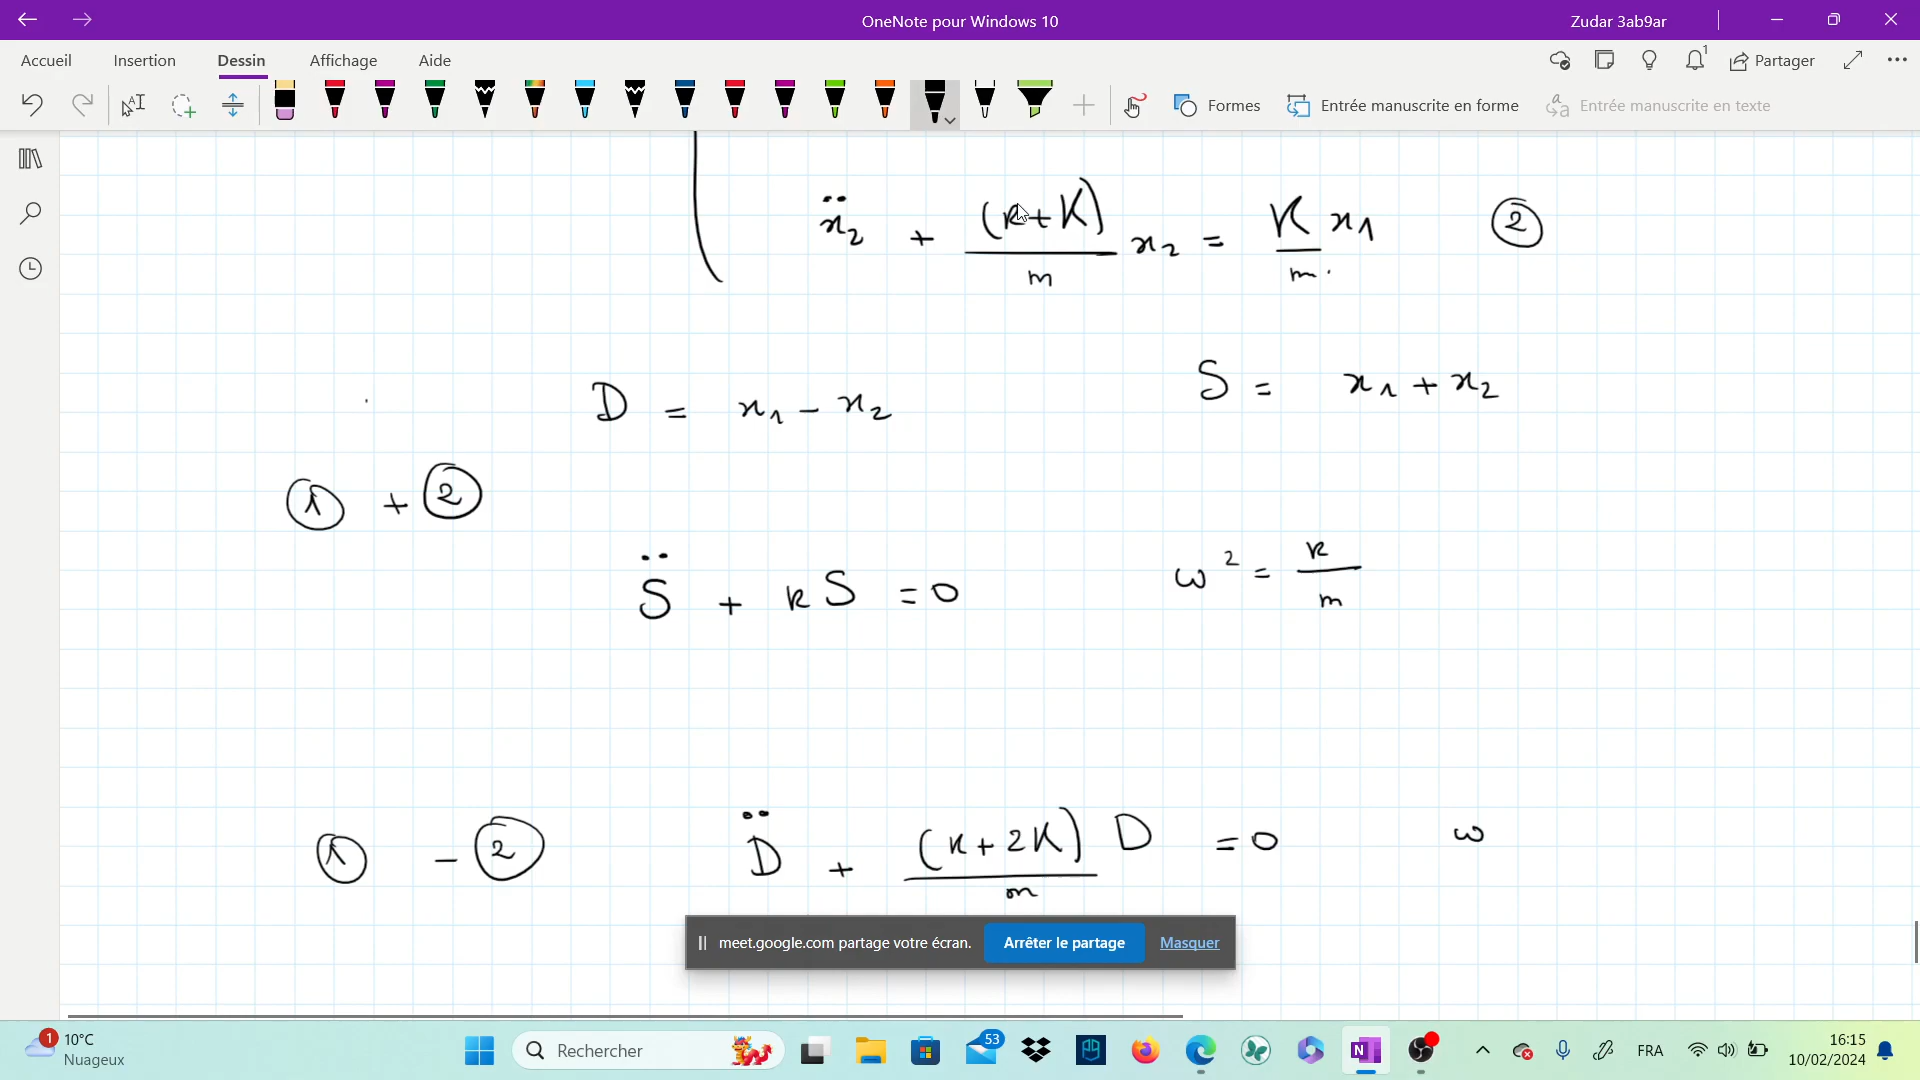 OneNote pour Windows 10
Zudar 3ab9ar
Accueil Insertion Dessin Affichage Aide
1
Partager
Formes Entrée manuscrite en forme Entrée manuscrite en texte
ẍ₂ + (k+K)/m x₂ = K/m x₁ ②
D = x₁ - x₂ S = x₁ + x₂
① + ②
S̈ + kS = 0 ω² = k/m
① - ② D̈ + (k+2K)/m D = 0 ω
meet.google.com partage votre écran. Arrêter le partage Masquer
1 10°C
Nuageux
Rechercher
53
FRA
16:15
10/02/2024